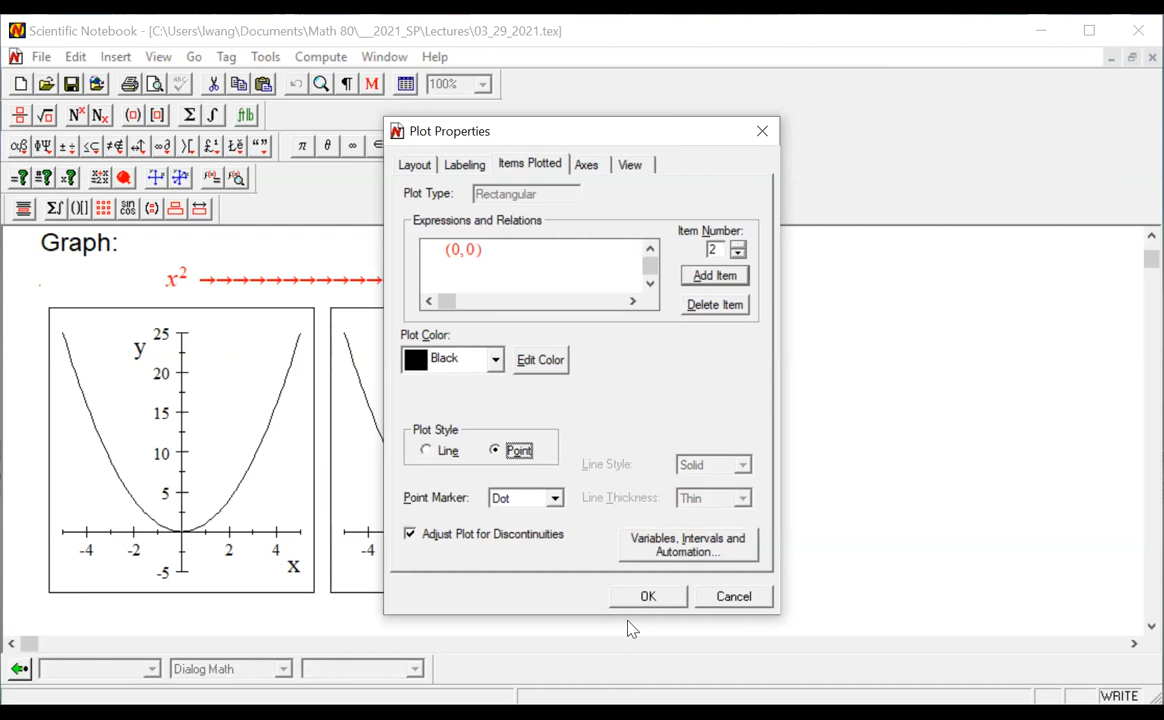 Scientific Notebook - [C:\Users\lwang\Documents\Math 80\__2021_SP\Lectures\03_29_2021.tex]
File Edit Insert View Go Tag Tools Compute Window Help
100%
Graph:
x²
y
25
20
15
10
5
-4 -2 2 4
-5
x
-4
Plot Properties
Layout Labeling Items Plotted Axes View
Plot Type: Rectangular
Expressions and Relations
(0,0)
Item Number:
2
Add Item
Delete Item
Plot Color:
Black
Edit Color
Plot Style
Line Point
Line Style: Solid
Point Marker: Dot
Line Thickness: Thin
Adjust Plot for Discontinuities
Variables, Intervals and
Automation...
OK Cancel
Dialog Math
WRITE